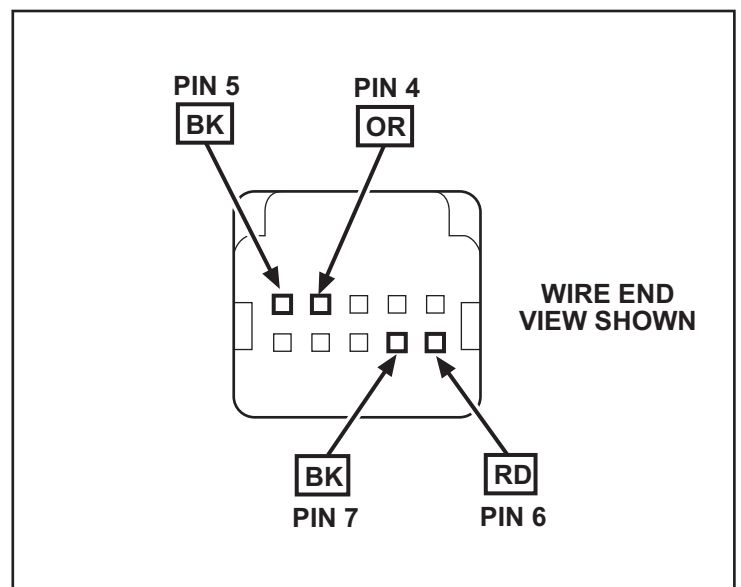 PIN 5
BK
PIN 4
OR
WIRE END
VIEW SHOWN
BK
PIN 7
RD
PIN 6